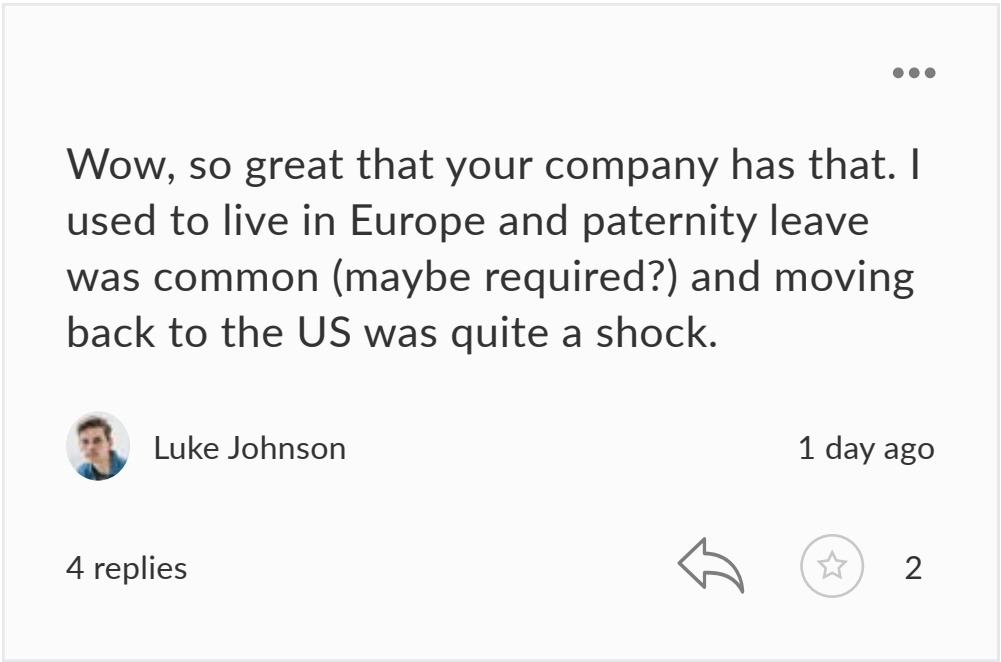 Wow, so great that your company has that. I
used to live in Europe and paternity leave
was common (maybe required?) and moving
back to the US was quite a shock.
Luke Johnson 1 day ago
4 replies 2